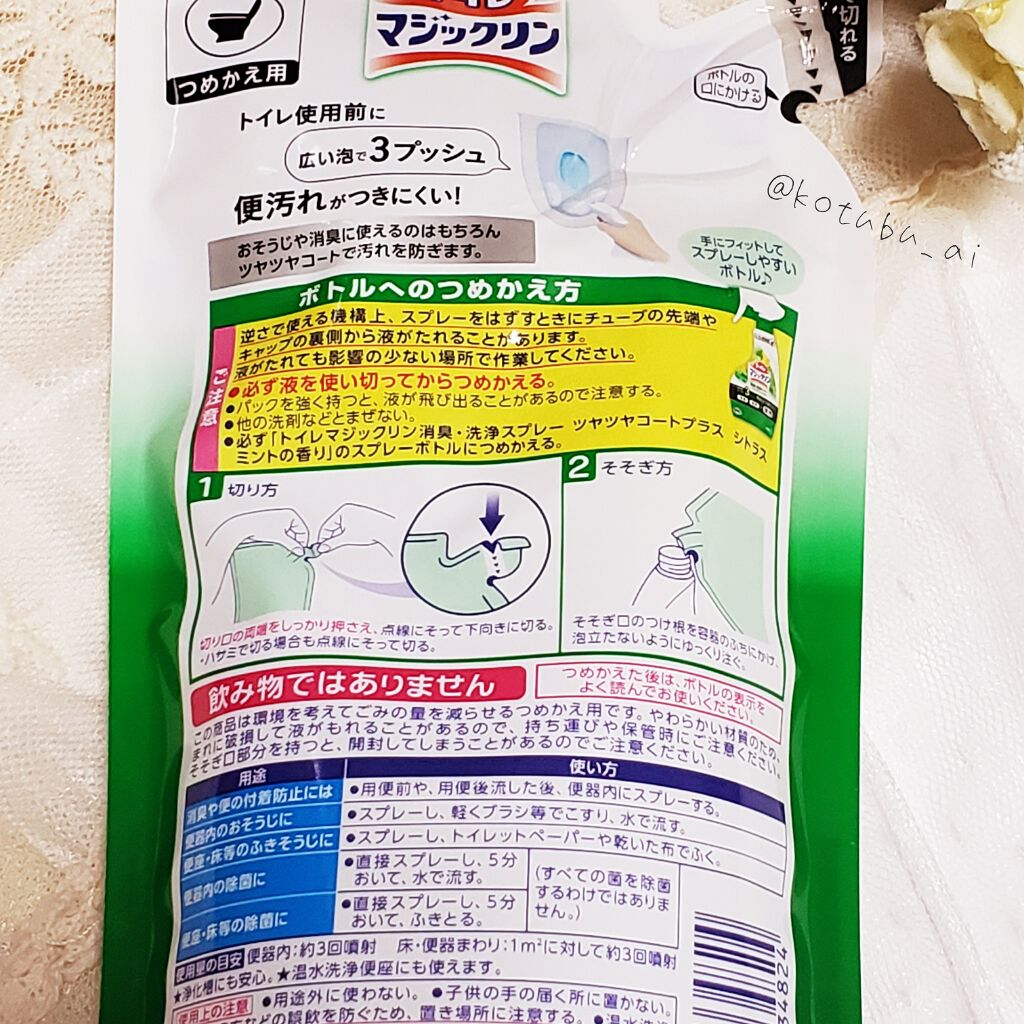 マジックリン
つめかえ用
で切れる
ボトルの
口にかける
トイレ使用前に
広い泡で3プッシュ
便汚れがつきにくい!
おそうじや消臭に使えるのはもちろん
ツヤツヤコートで汚れを防ぎます。
@kotubu_ai
手にフィットして
スプレーしやすい
ボトル♪
ボトルへのつめかえ方
ご注意
逆さで使える機構上、スプレーをはずすときにチューブの先端や
キャップの裏側から液がたれることがあります。
液がたれても影響の少ない場所で作業してください。
●必ず液を使い切ってからつめかえる。
●パックを強く持つと、液が飛び出ることがあるので注意する。
●他の洗剤などとまぜない。
●必ず「トイレマジックリン消臭・洗浄スプレー ツヤツヤコートプラス シトラス
ミントの香り」のスプレーボトルにつめかえる。
マジックリン
1 切り方
切り口の両端をしっかり押さえ、点線にそって下向きに切る。
・ハサミで切る場合も点線にそって切る。
2 そそぎ方
そそぎ口のつけ根を容器のふちにかけ、
泡立たないようにゆっくり注ぐ。
飲み物ではありません
つめかえた後は、ボトルの表示を
よく読んでお使いください。
この商品は環境を考えてごみの量を減らせるつめかえ用です。やわらかい材質のため、
まれに破損して液がもれることがあるので、持ち運びや保管時にご注意ください。
そそぎ口部分を持つと、開封してしまうことがあるのでご注意ください。
用途 使い方
消臭や便の付着防止には ●用便前や、用便後流した後、便器内にスプレーする。
便器内のおそうじに ●スプレーし、軽くブラシ等でこすり、水で流す。
便座・床等のふきそうじに ●スプレーし、トイレットペーパーや乾いた布でふく。
便器内の除菌に ●直接スプレーし、5分
おいて、水で流す。
便座・床等の除菌に ●直接スプレーし、5分
おいて、ふきとる。
(すべての菌を除菌
するわけではありま
せん。)
使用量の目安 便器内:約3回噴射 床・便器まわり:1m²に対して約3回噴射
★浄化槽にも安心。★温水洗浄便座にも使えます。
使用上の注意 ●用途外に使わない。 ●子供の手の届く所に置かない。
などの誤飲を防ぐため、置き場所に注意する。
34824